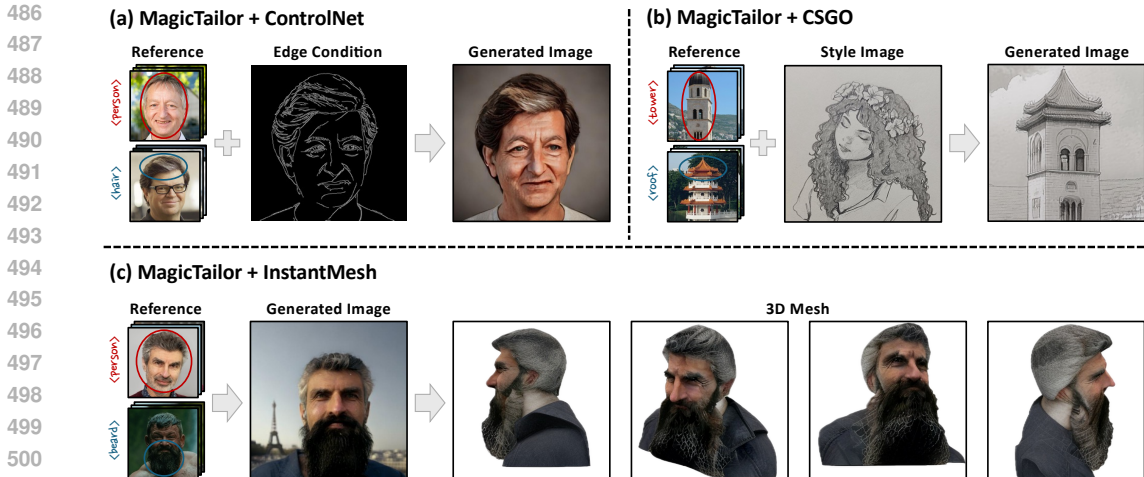 486
487
488
489
490
491
492
493
494
495
496
497
498
499
500
(a) MagicTailor + ControlNet
Reference
Edge Condition
Generated Image
<person>
<hair>
(b) MagicTailor + CSGO
Reference
Style Image
Generated Image
<tower>
<roof>
(c) MagicTailor + InstantMesh
Reference
Generated Image
3D Mesh
<person>
<beard>